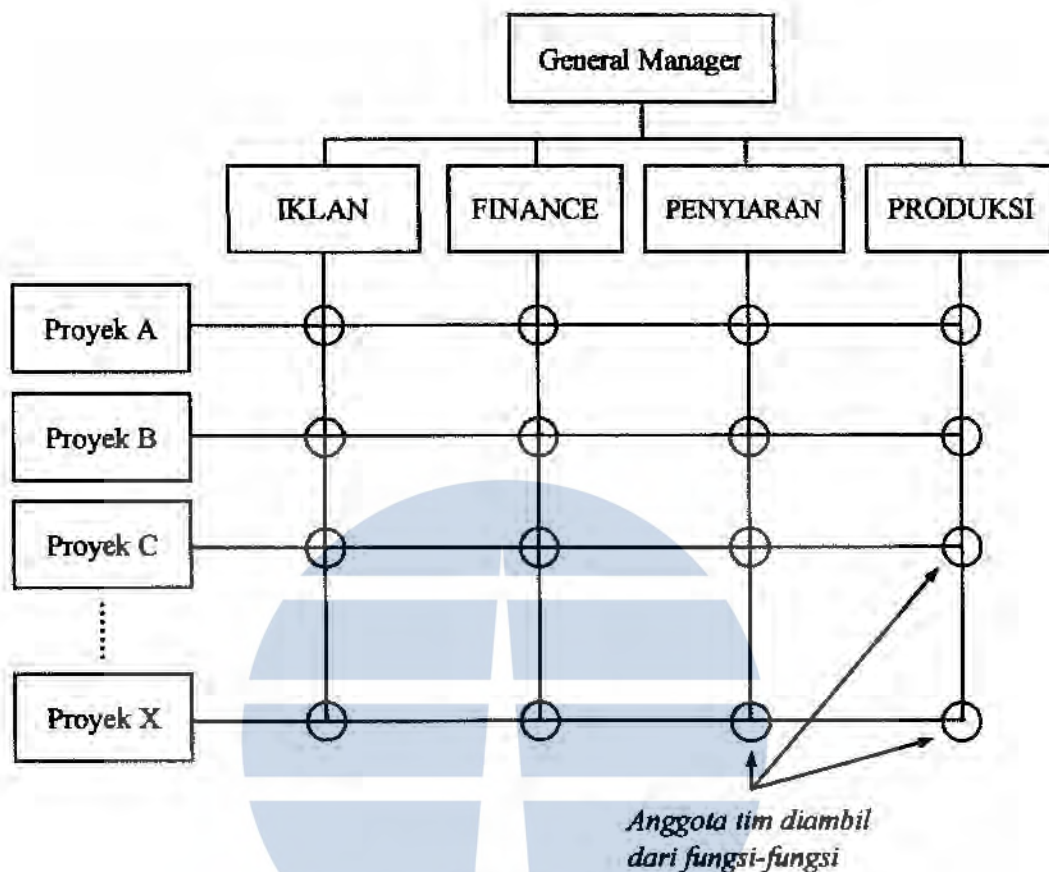 General Manager
IKLAN
FINANCE
PENYIARAN
PRODUKSI
Proyek A
Proyek B
Proyek C
Proyek X
Anggota tim diambil
dari fungsi-fungsi